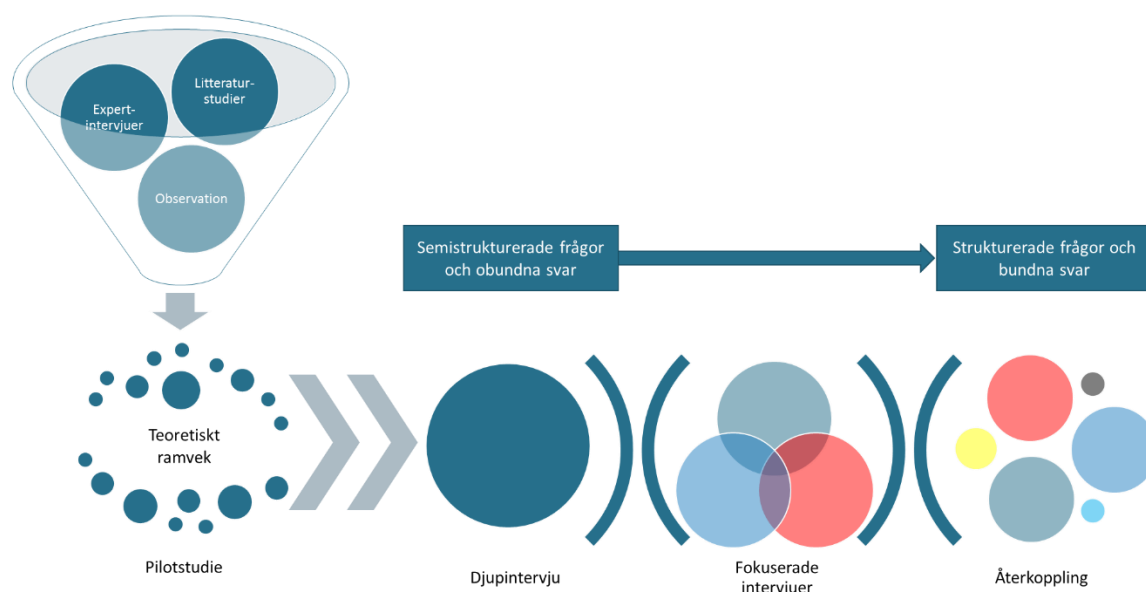 Litteratur-
studier
Expert-
intervjuer
Observation
Semistrukturerade frågor
och obundna svar
Strukturerade frågor och
bundna svar
Teoretiskt
ramvek
Pilotstudie
Djupintervju
Fokuserade
intervjuer
Återkoppling